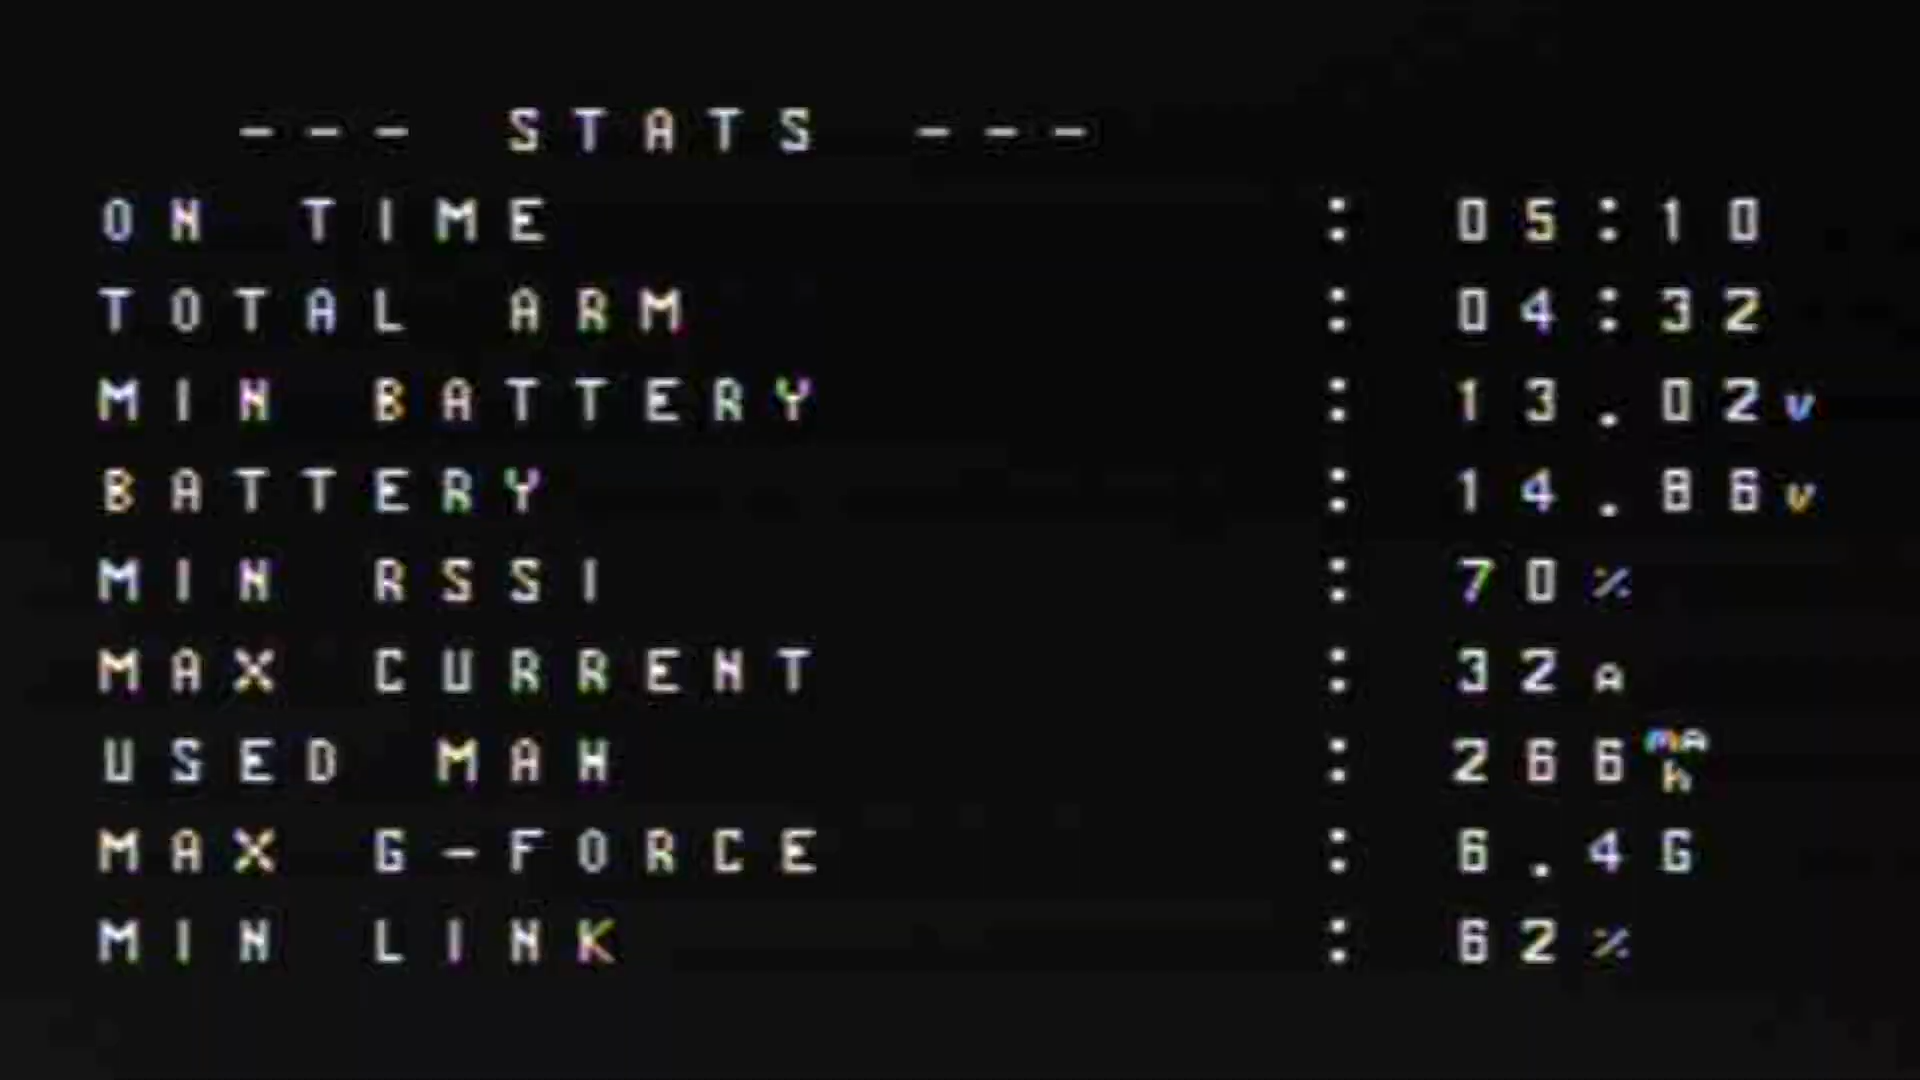 --- STATS ---
ON TIME : 05:10
TOTAL ARM : 04:32
MIN BATTERY : 13.02V
BATTERY : 14.86V
MIN RSSI : 70%
MAX CURRENT : 32A
USED MAH : 266mAh
MAX G-FORCE : 6.4G
MIN LINK : 62%